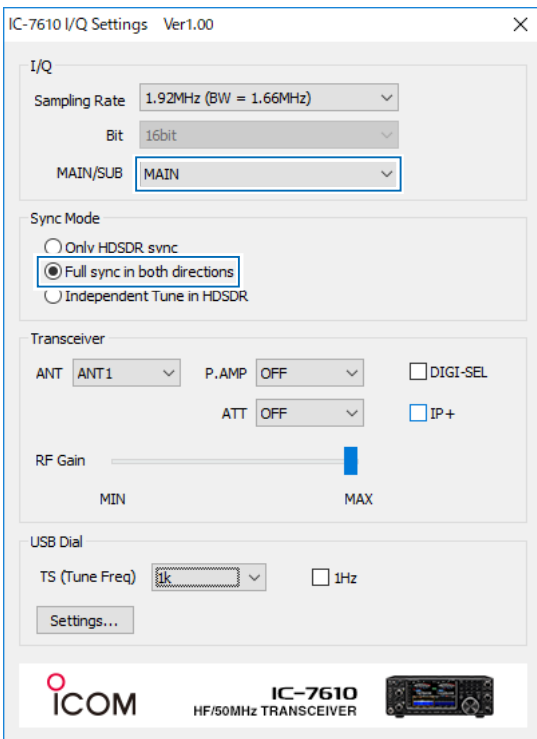 IC-7610 I/Q Settings Ver1.00
I/Q
Sampling Rate 1.92MHz (BW = 1.66MHz)
Bit 16bit
MAIN/SUB MAIN
Sync Mode
Only HDSDR sync
Full sync in both directions
Independent Tune in HDSDR
Transceiver
ANT ANT1 P.AMP OFF DIGI-SEL
ATT OFF IP+
RF Gain
MIN MAX
USB Dial
TS (Tune Freq) 1k 1Hz
Settings...
ICOM IC-7610
HF/50MHz TRANSCEIVER